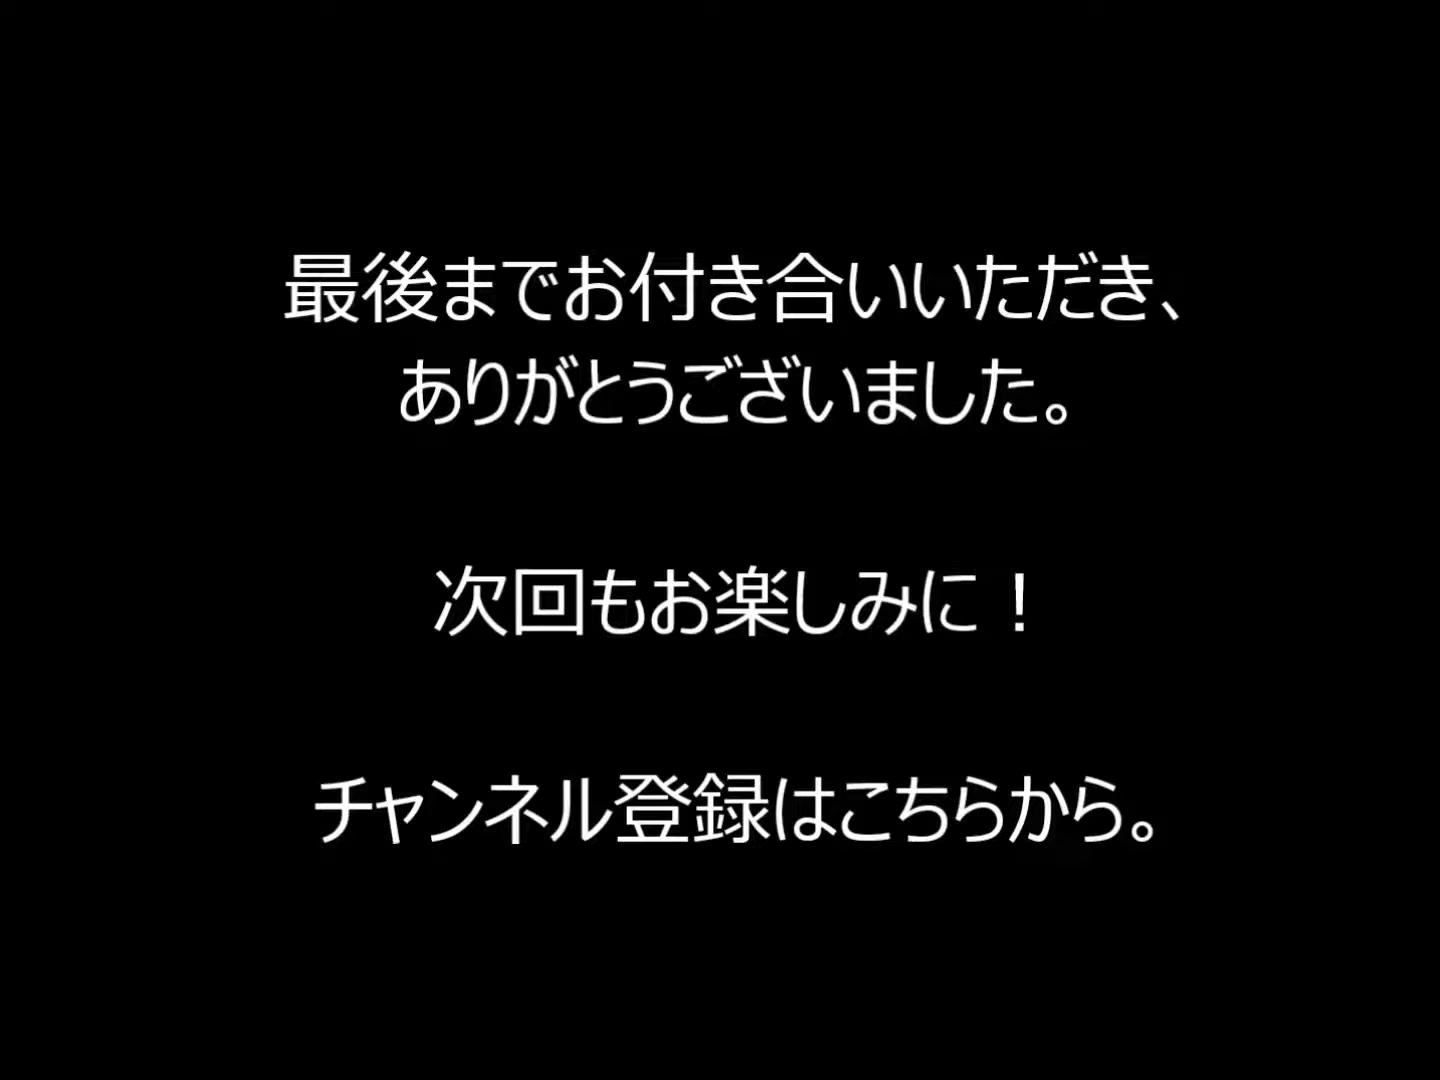 最後までお付き合いいただき、
ありがとうございました。
次回もお楽しみに！
チャンネル登録はこちらから。